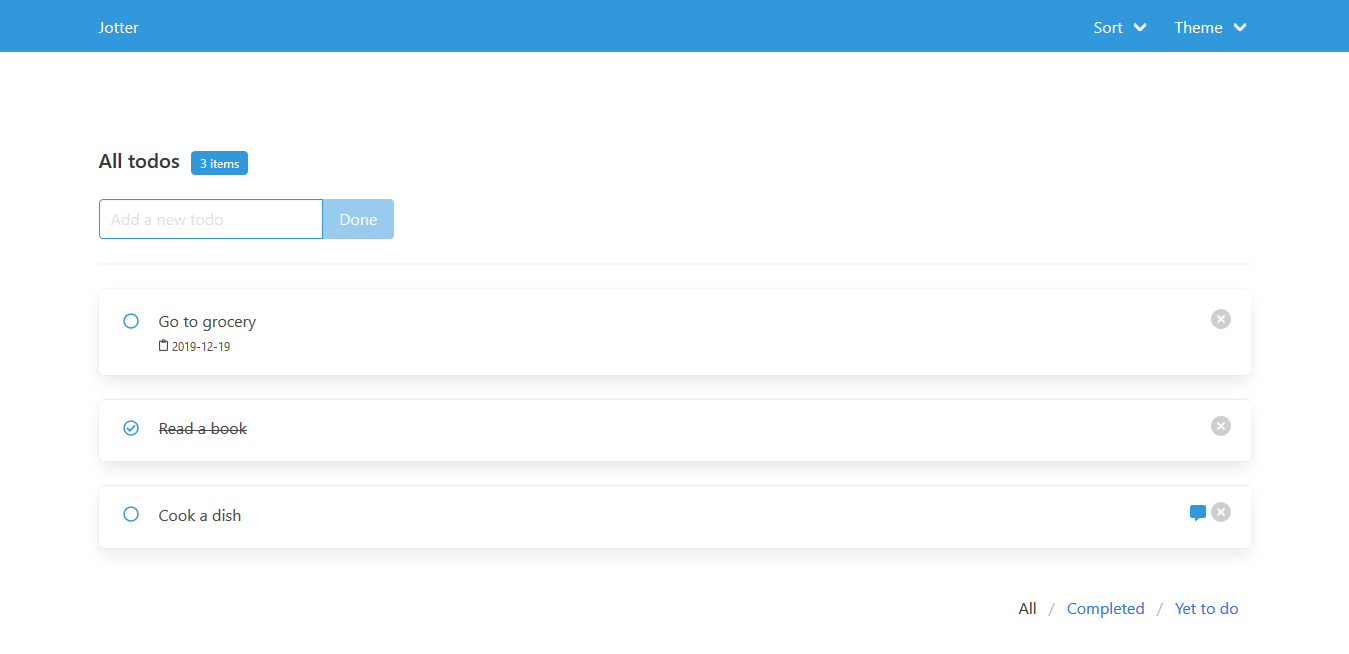 Jotter Sort Theme
All todos 3 items
Add a new todo Done
Go to grocery
2019-12-19
Read a book
Cook a dish
All / Completed / Yet to do